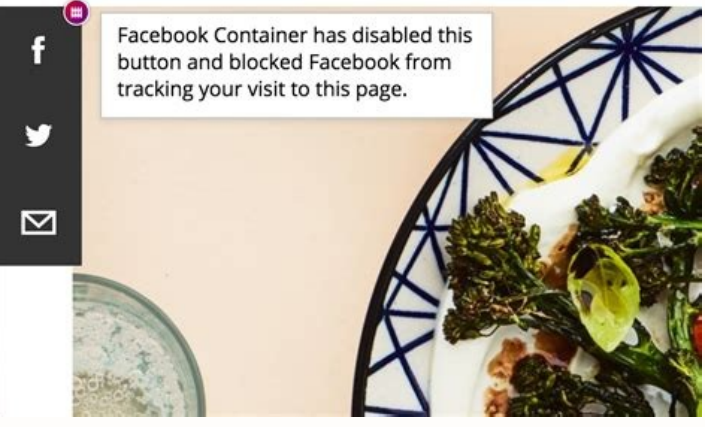 Facebook Container has disabled this
button and blocked Facebook from
tracking your visit to this page.